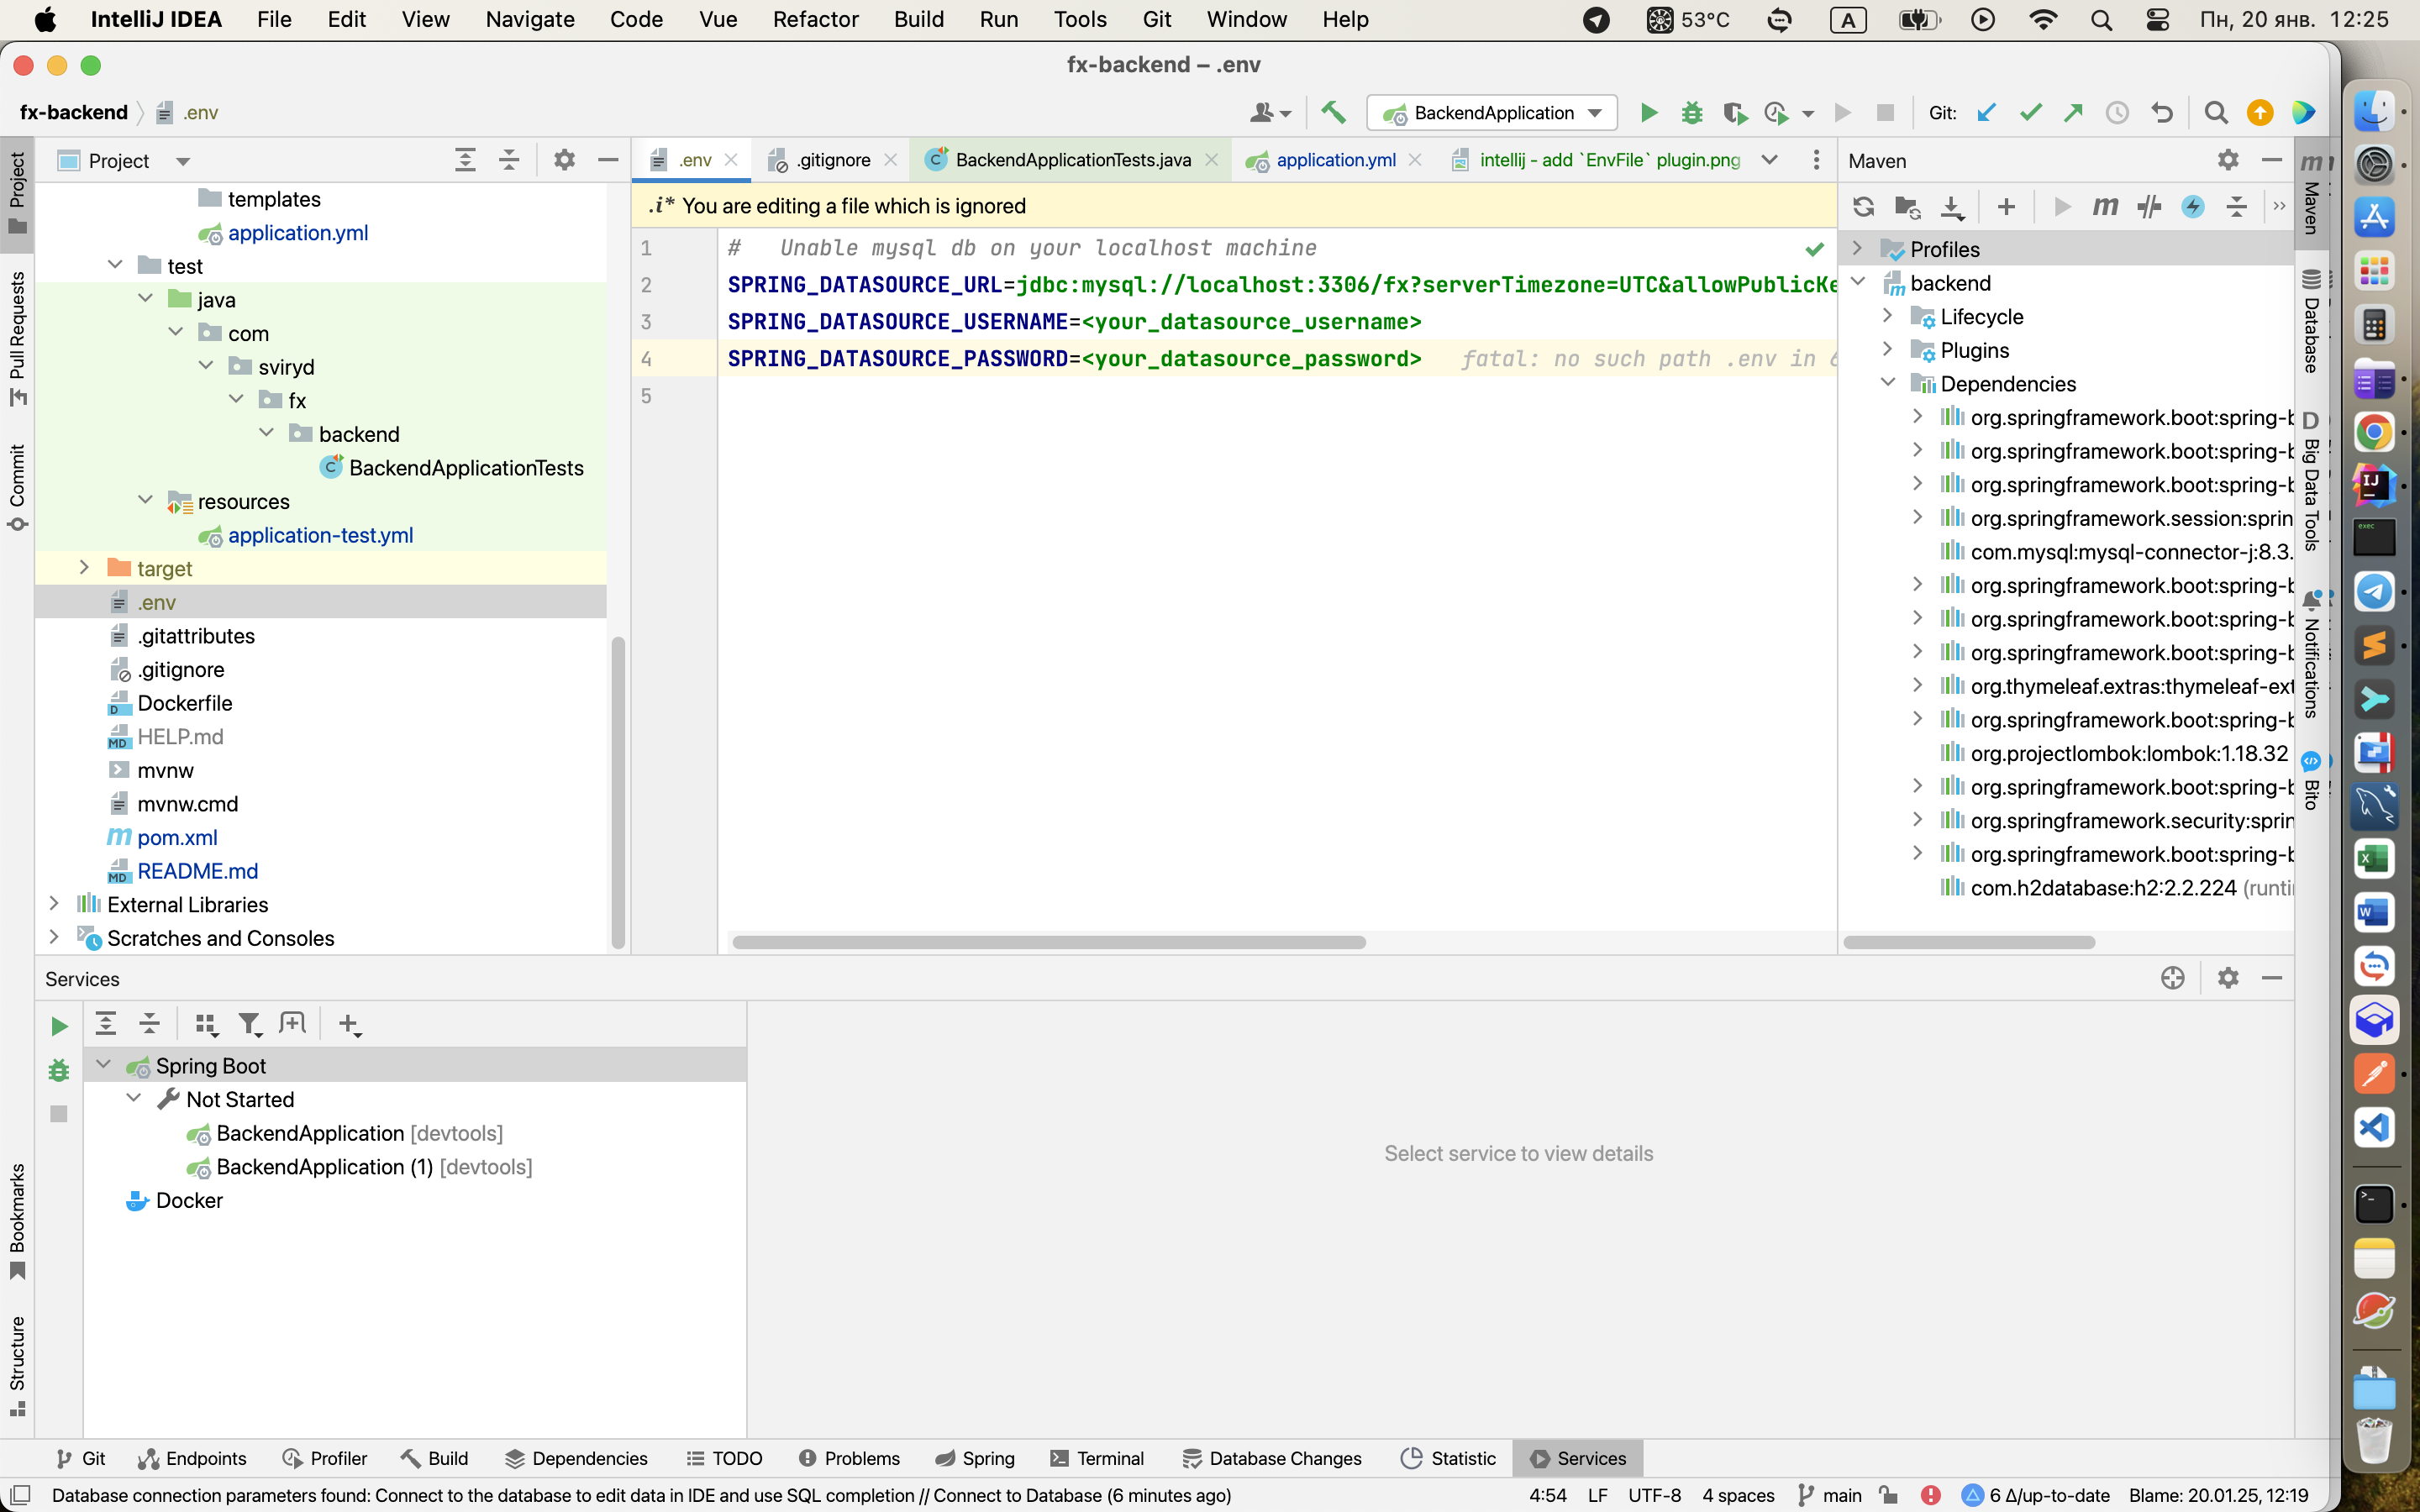 IntelliJ IDEA File Edit View Navigate Code Vue Refactor Build Run Tools Git Window Help 53°C A Пн, 20 янв. 12:25
fx-backend – .env
fx-backend .env
BackendApplication
Git:
Project
.env
.gitignore
BackendApplicationTests.java
application.yml
intellij - add `EnvFile` plugin.png
Maven
.i* You are editing a file which is ignored
1 # Unable mysql db on your localhost machine
2 SPRING_DATASOURCE_URL=jdbc:mysql://localhost:3306/fx?serverTimezone=UTC&allowPublicKe
3 SPRING_DATASOURCE_USERNAME=<your_datasource_username>
4 SPRING_DATASOURCE_PASSWORD=<your_datasource_password> fatal: no such path .env in 6
5
Project
Pull Requests
Commit
Bookmarks
Structure
templates
application.yml
test
java
com
sviryd
fx
backend
BackendApplicationTests
resources
application-test.yml
target
.env
.gitattributes
.gitignore
Dockerfile
HELP.md
mvnw
mvnw.cmd
pom.xml
README.md
External Libraries
Scratches and Consoles
Profiles
backend
Lifecycle
Plugins
Dependencies
org.springframework.boot:spring-b
org.springframework.boot:spring-b
org.springframework.boot:spring-b
org.springframework.session:sprin
com.mysql:mysql-connector-j:8.3.
org.springframework.boot:spring-b
org.springframework.boot:spring-b
org.springframework.boot:spring-b
org.thymeleaf.extras:thymeleaf-ext
org.springframework.boot:spring-b
org.projectlombok:lombok:1.18.32
org.springframework.boot:spring-b
org.springframework.security:sprin
org.springframework.boot:spring-b
com.h2database:h2:2.2.224 (runti
Maven
Database
Big Data Tools
Notifications
Bito
Services
Spring Boot
Not Started
BackendApplication [devtools]
BackendApplication (1) [devtools]
Docker
Select service to view details
Git Endpoints Profiler Build Dependencies TODO Problems Spring Terminal Database Changes Statistic Services
Database connection parameters found: Connect to the database to edit data in IDE and use SQL completion // Connect to Database (6 minutes ago) 4:54 LF UTF-8 4 spaces main 6 Δ/up-to-date Blame: 20.01.25, 12:19